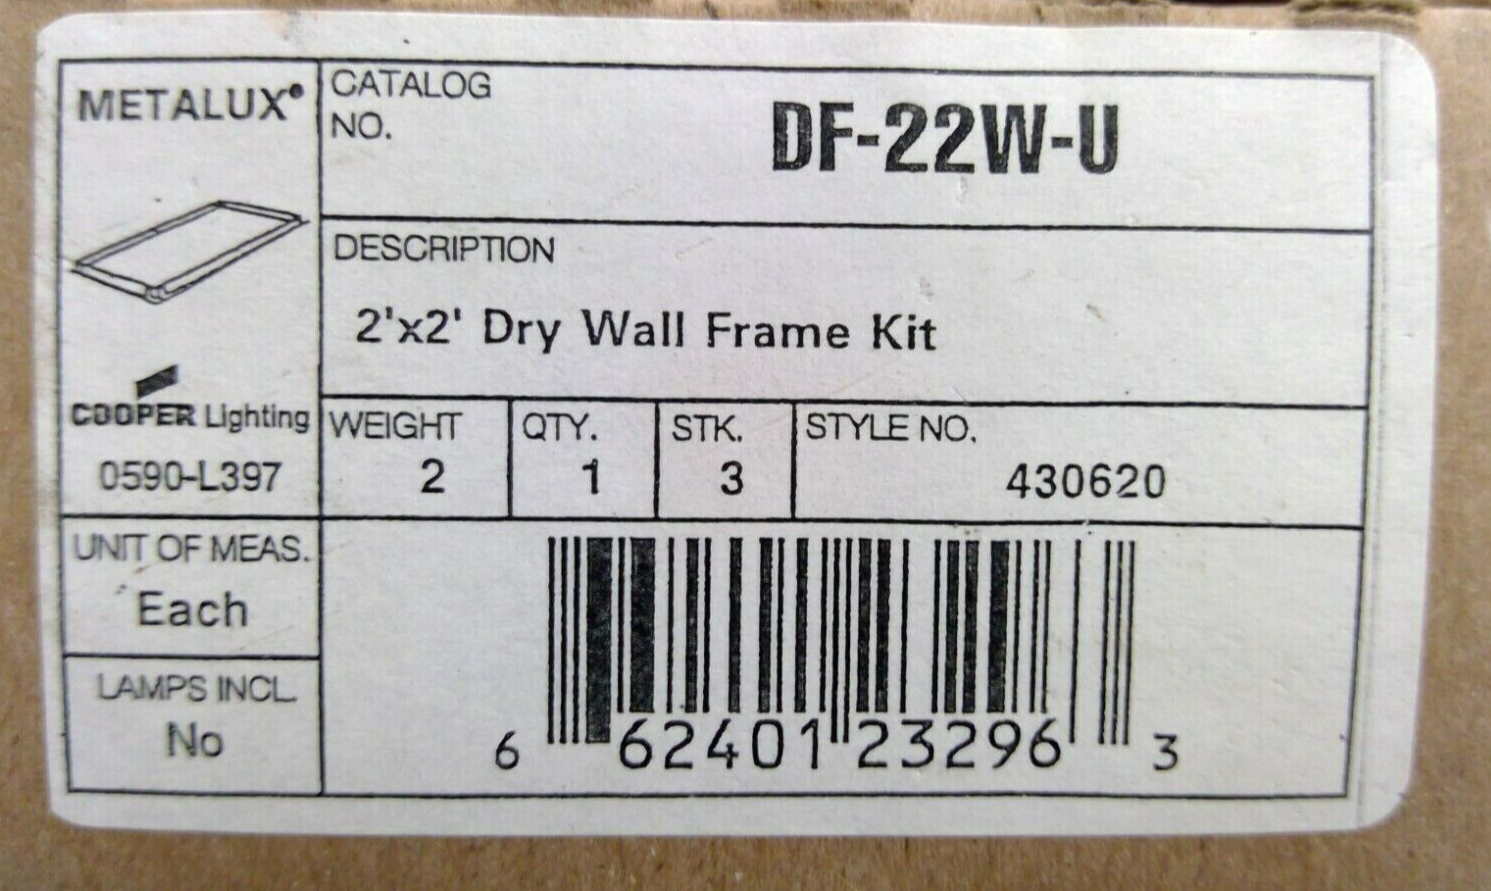 METALUX®
COOPER Lighting
0590-L397
CATALOG
NO.
DF-22W-U
DESCRIPTION
2'x2' Dry Wall Frame Kit
WEIGHT
2
QTY.
1
STK.
3
STYLE NO.
430620
UNIT OF MEAS.
Each
LAMPS INCL.
No
6 62401 23296 3